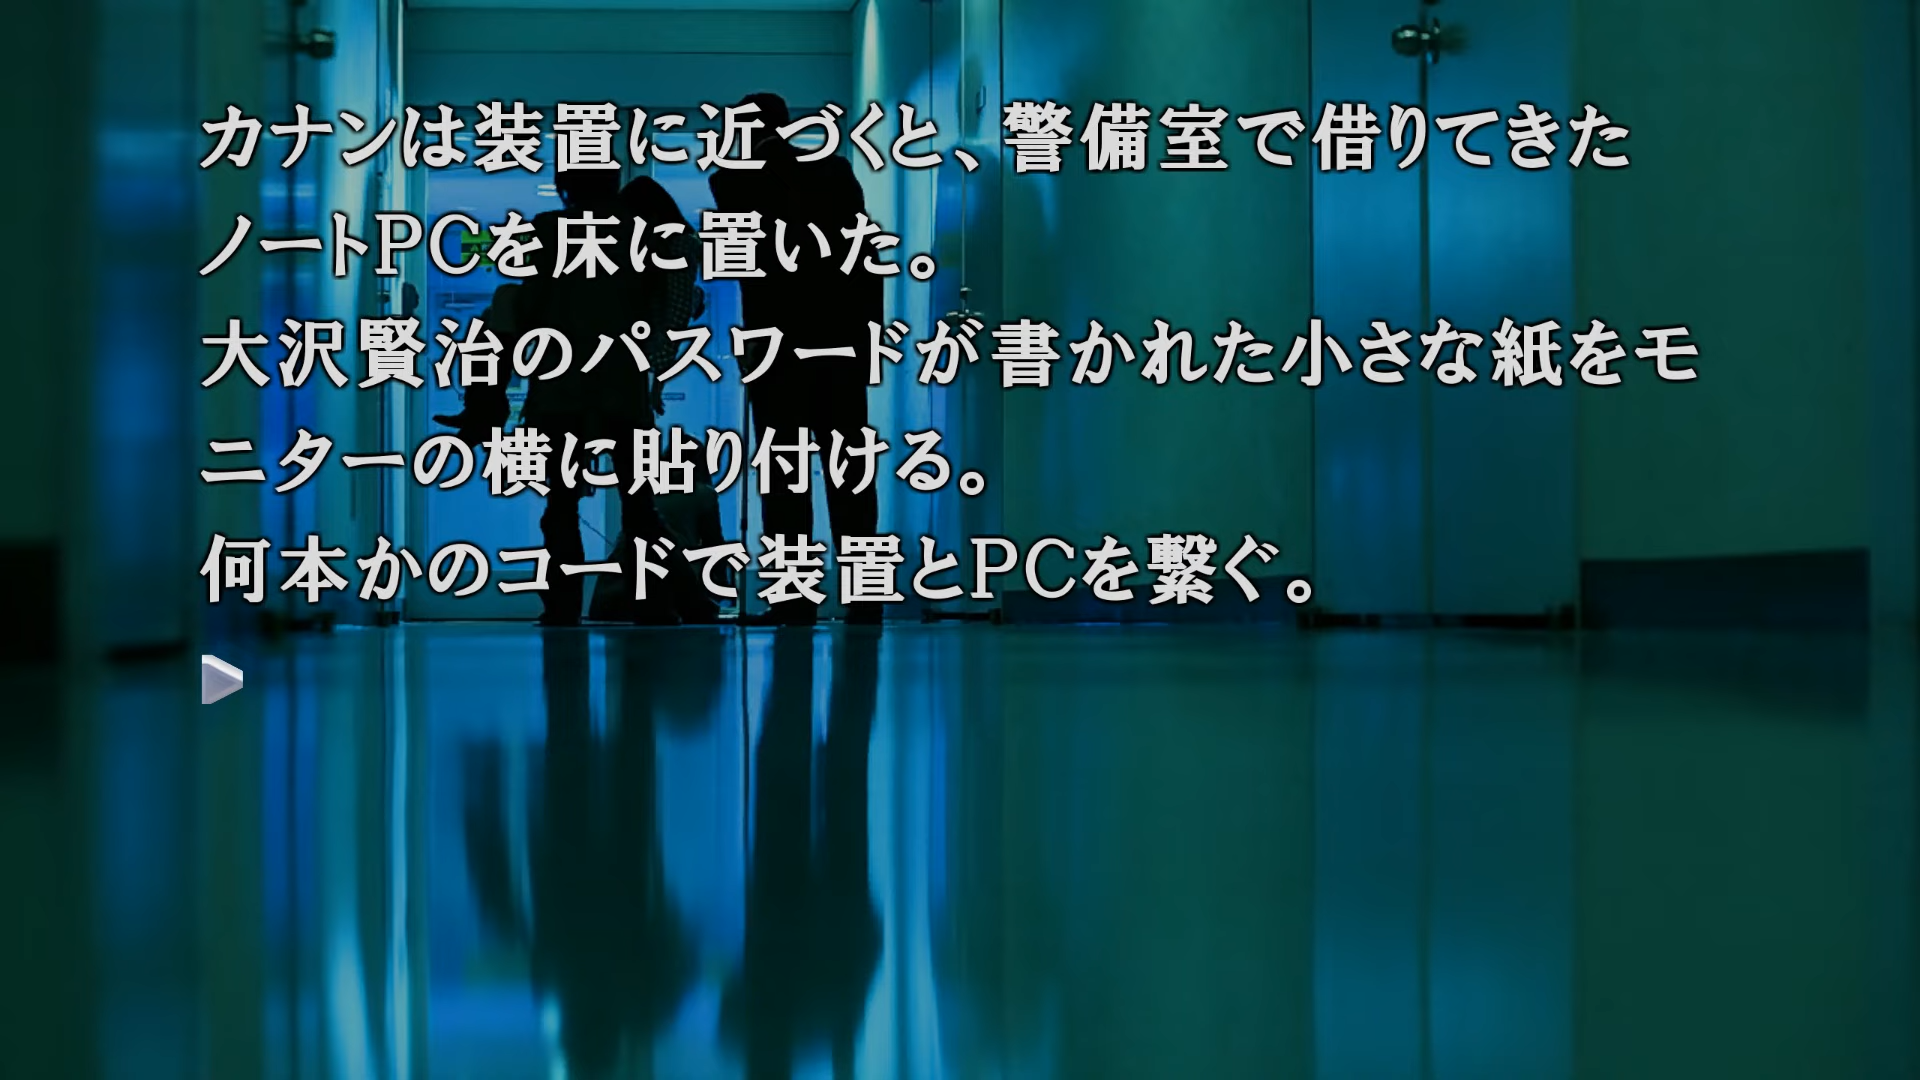 カナンは装置に近づくと、警備室で借りてきた
ノートPCを床に置いた。
大沢賢治のパスワードが書かれた小さな紙をモ
ニターの横に貼り付ける。
何本かのコードで装置とPCを繋ぐ。